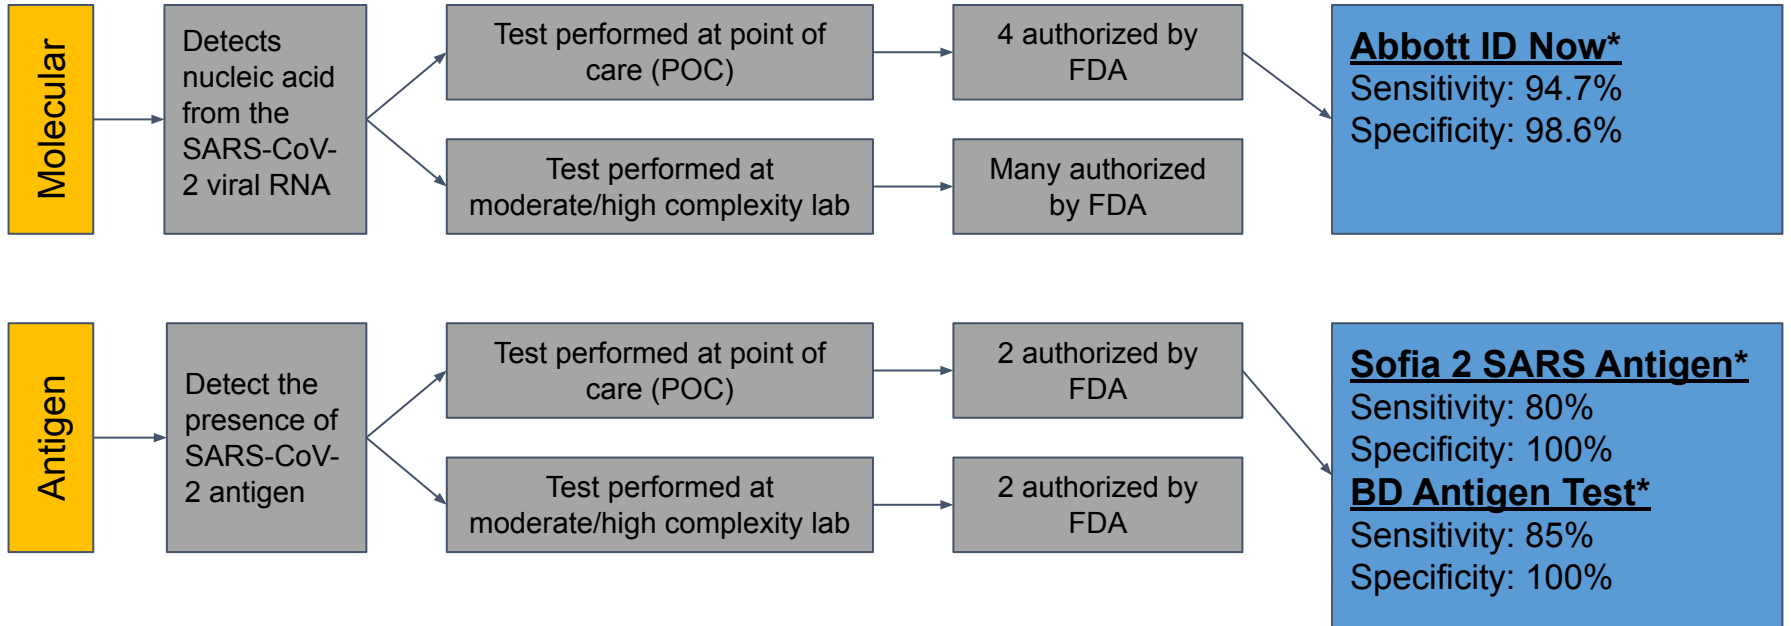 Molecular
Detects
nucleic acid
from the
SARS-CoV-
2 viral RNA
Test performed at point of
care (POC)
4 authorized by
FDA
Test performed at
moderate/high complexity lab
Many authorized
by FDA
Abbott ID Now*
Sensitivity: 94.7%
Specificity: 98.6%
Antigen
Detect the
presence of
SARS-CoV-
2 antigen
Test performed at point of
care (POC)
2 authorized by
FDA
Test performed at
moderate/high complexity lab
2 authorized by
FDA
Sofia 2 SARS Antigen*
Sensitivity: 80%
Specificity: 100%
BD Antigen Test*
Sensitivity: 85%
Specificity: 100%